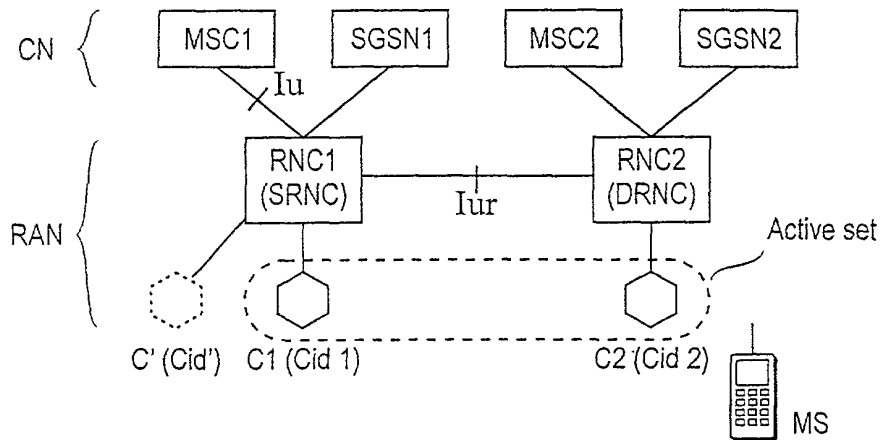 CN
MSC1
SGSN1
MSC2
SGSN2
Iu
RAN
RNC1
(SRNC)
Iur
RNC2
(DRNC)
Active set
C' (Cid')
C1 (Cid 1)
C2 (Cid 2)
MS